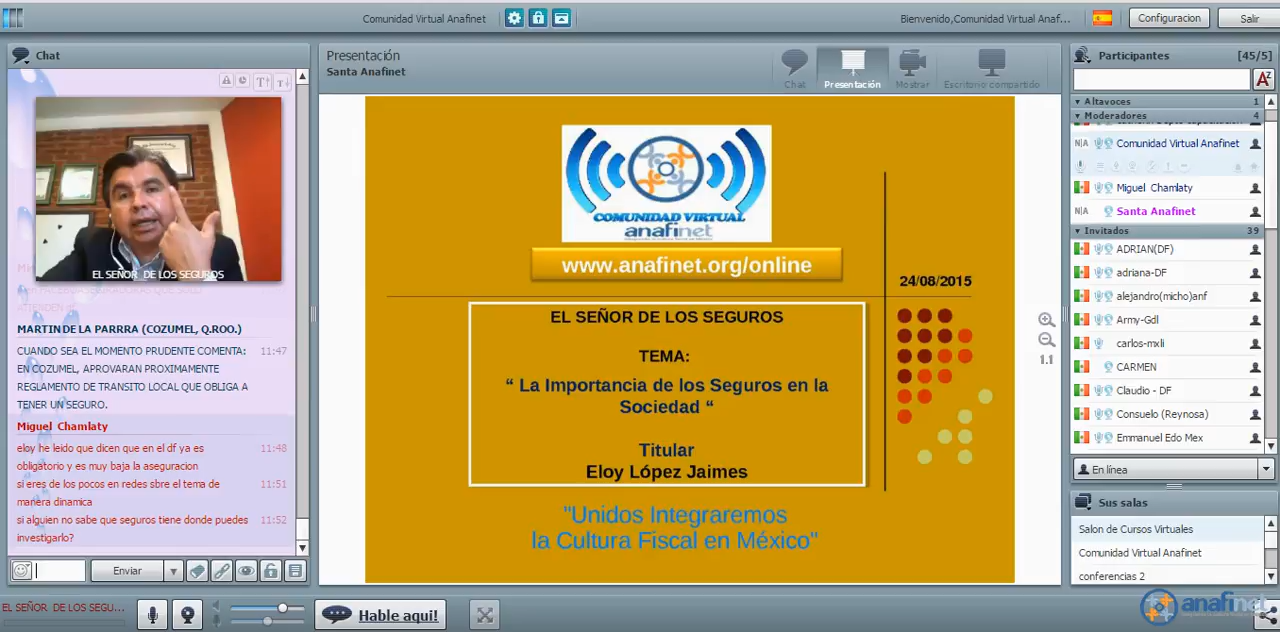 Comunidad Virtual Anafinet
Bienvenido,Comunidad Virtual Anaf...
Configuracion
Salir
Chat
EL SEÑOR DE LOS SEGUROS
MARTIN DE LA PARRRA (COZUMEL, Q.ROO.)
CUANDO SEA EL MOMENTO PRUDENTE COMENTA: 11:47
EN COZUMEL, APROVARAN PROXIMAMENTE
REGLAMENTO DE TRANSITO LOCAL QUE OBLIGA A
TENER UN SEGURO.
Miguel Chamlaty
eloy he leido que dicen que en el df ya es 11:48
obligatorio y es muy baja la aseguracion
si eres de los pocos en redes sbre el tema de 11:51
manera dinamica
si alguien no sabe que seguros tiene donde puedes 11:52
investigarlo?
Enviar
EL SEÑOR DE LOS SEGU...
Hable aqui!
Presentación
Santa Anafinet
Chat
Presentación
Mostrar
Escritorio compartido
COMUNIDAD VIRTUAL
anafinet
www.anafinet.org/online
24/08/2015
EL SEÑOR DE LOS SEGUROS
TEMA:
“ La Importancia de los Seguros en la
Sociedad “
Titular
Eloy López Jaimes
"Unidos Integraremos
la Cultura Fiscal en México"
1.1
Participantes [45/5]
Altavoces 1
Moderadores 4
N|A Comunidad Virtual Anafinet
Miguel Chamlaty
N|A Santa Anafinet
Invitados 39
ADRIAN(DF)
adriana-DF
alejandro(micho)anf
Army-Gdl
carlos-mxli
CARMEN
Claudio - DF
Consuelo (Reynosa)
Emmanuel Edo Mex
En línea
Sus salas
Salon de Cursos Virtuales
Comunidad Virtual Anafinet
conferencias 2
anafinet